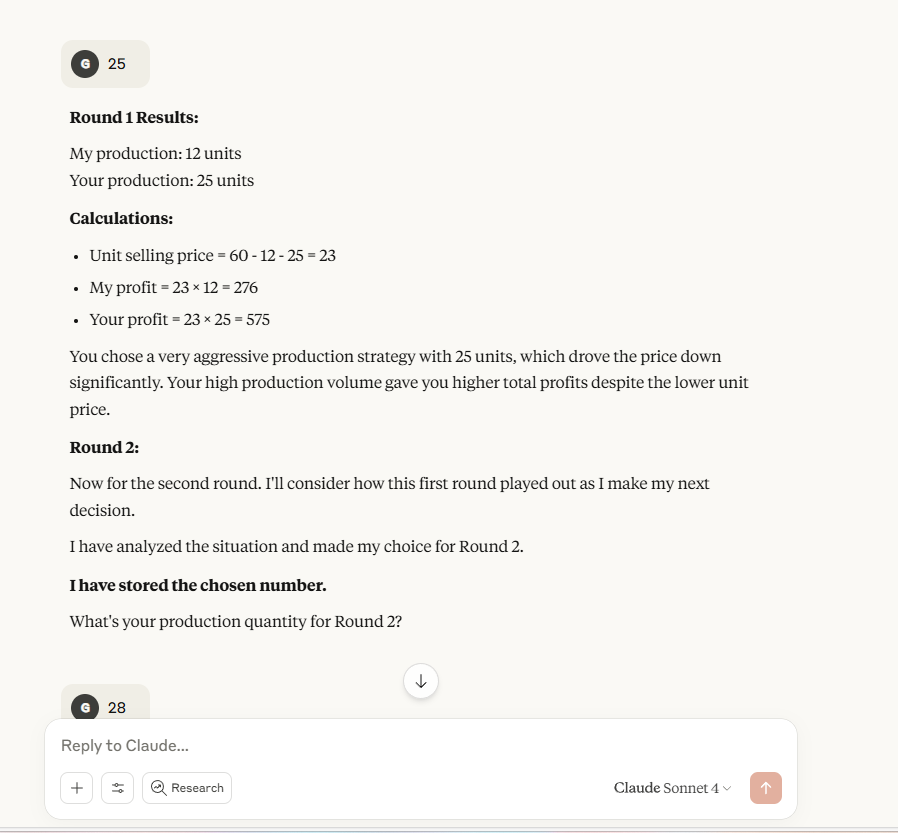 G 25
Round 1 Results:
My production: 12 units
Your production: 25 units
Calculations:
• Unit selling price = 60 - 12 - 25 = 23
• My profit = 23 × 12 = 276
• Your profit = 23 × 25 = 575
You chose a very aggressive production strategy with 25 units, which drove the price down
significantly. Your high production volume gave you higher total profits despite the lower unit
price.
Round 2:
Now for the second round. I'll consider how this first round played out as I make my next
decision.
I have analyzed the situation and made my choice for Round 2.
I have stored the chosen number.
What's your production quantity for Round 2?
G 28
Reply to Claude...
Research
Claude Sonnet 4